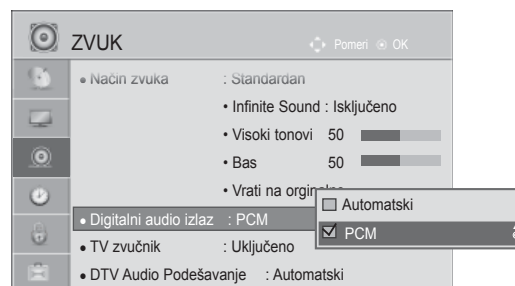 ZVUK
Pomeri OK
• Način zvuka : Standardan
• Infinite Sound : Isključeno
• Visoki tonovi 50
• Bas 50
• Vrati na
Automatski
• Digitalni audio izlaz : PCM
PCM
• TV zvučnik : Uključeno
• DTV Audio Podešavanje : Automatski